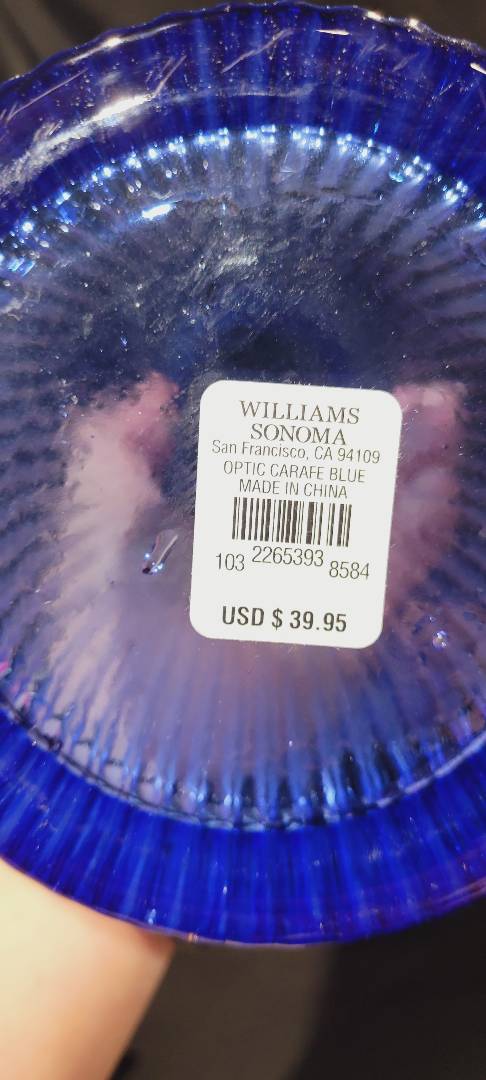 WILLIAMS
SONOMA
San Francisco, CA 94109
OPTIC CARAFE BLUE
MADE IN CHINA
103 2265393 8584
USD $ 39.95